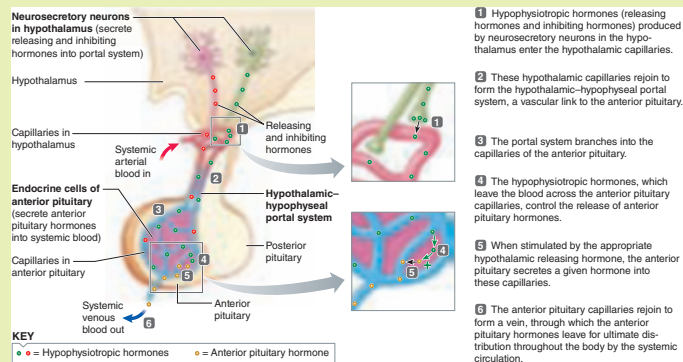 Neurosecretory neurons
in hypothalamus (secrete
releasing and inhibiting
hormones into portal system)
Hypothalamus
Capillaries in
hypothalamus
Systemic
arterial
blood in
Endocrine cells of
anterior pituitary
(secrete anterior
pituitary hormones
into systemic blood)
Capillaries in
anterior pituitary
Systemic
venous
blood out
1
Releasing
and inhibiting
hormones
2
Hypothalamic–
hypophyseal
portal system
3
Posterior
pituitary
4
5
Anterior
pituitary
6
1
4
5
KEY
= Hypophysiotropic hormones = Anterior pituitary hormone
1 Hypophysiotropic hormones (releasing
hormones and inhibiting hormones) produced
by neurosecretory neurons in the hypo-
thalamus enter the hypothalamic capillaries.
2 These hypothalamic capillaries rejoin to
form the hypothalamic–hypophyseal portal
system, a vascular link to the anterior pituitary.
3 The portal system branches into the
capillaries of the anterior pituitary.
4 The hypophysiotropic hormones, which
leave the blood across the anterior pituitary
capillaries, control the release of anterior
pituitary hormones.
5 When stimulated by the appropriate
hypothalamic releasing hormone, the anterior
pituitary secretes a given hormone into
these capillaries.
6 The anterior pituitary capillaries rejoin to
form a vein, through which the anterior
pituitary hormones leave for ultimate dis-
tribution throughout the body by the systemic
circulation.